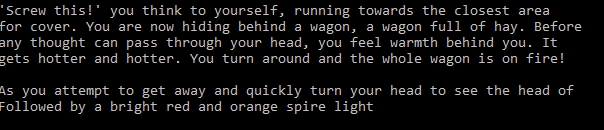 'Screw this!' you think to yourself, running towards the closest area
for cover. You are now hiding behind a wagon, a wagon full of hay. Before
any thought can pass through your head, you feel warmth behind you. It
gets hotter and hotter. You turn around and the whole wagon is on fire!
As you attempt to get away and quickly turn your head to see the head of
Followed by a bright red and orange spire light